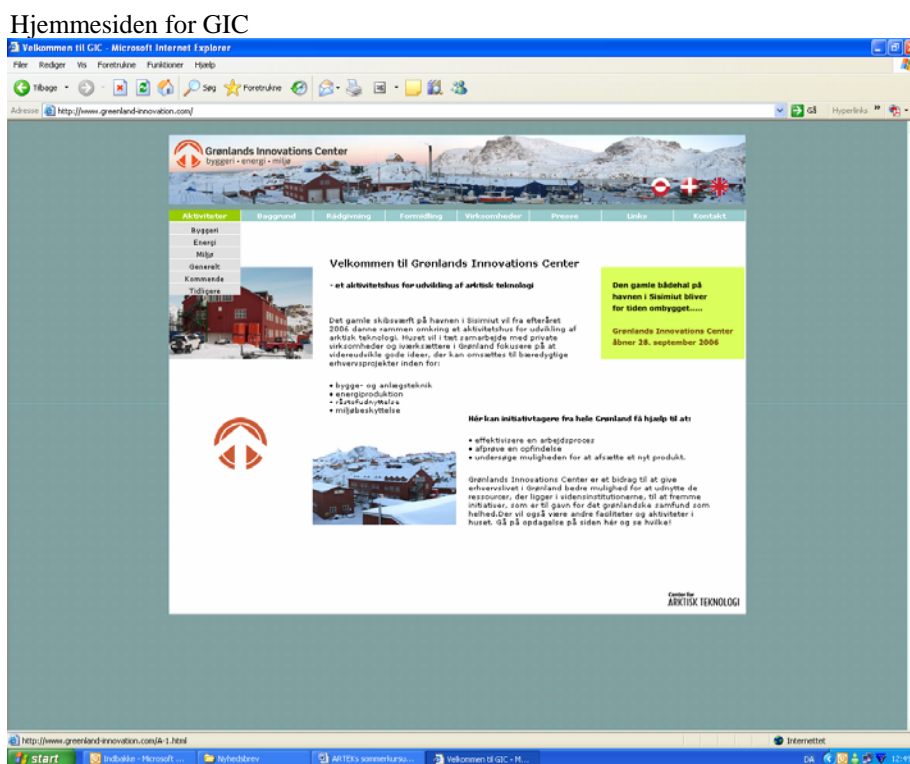 Hjemmesiden for GIC
Velkommen til GIC - Microsoft Internet Explorer
Filer Rediger Vis Foretrukne Funktioner Hjælp
Tilbage Søg Foretrukne
Adresse http://www.greenland-innovation.com/ Gå Hyperlinks »
Grønlands Innovations Center
byggeri • energi • miljø
Aktiviteter Baggrund Rådgivning Formidling Virksomheder Presse Links Kontakt
Byggeri
Energi
Miljø
Generelt
Kommende
Tidligere
Velkommen til Grønlands Innovations Center
- et aktivitetshus for udvikling af arktisk teknologi
Det gamle skibsværft på havnen i Sisimiut vil fra efteråret
2006 danne rammen omkring et aktivitetshus for udvikling af
arktisk teknologi. Huset vil i tæt samarbejde med private
virksomheder og iværksættere i Grønland fokusere på at
videreudvikle gode ideer, der kan omsættes til bæredygtige
erhvervsprojekter inden for:
• bygge- og anlægsteknik
• energiproduktion
• råstofudnyttelse
• miljøbeskyttelse
Den gamle bådehal på
havnen i Sisimiut bliver
for tiden ombygget.....
Grønlands Innovations Center
åbner 28. september 2006
Hér kan initiativtagere fra hele Grønland få hjælp til at:
• effektivisere en arbejdsproces
• afprøve en opfindelse
• undersøge muligheden for at afsætte et nyt produkt.
Grønlands Innovations Center er et bidrag til at give
erhvervslivet i Grønland bedre mulighed for at udnytte de
ressourcer, der ligger i vidensinstitutionerne, til at fremme
initiativer, som er til gavn for det grønlandske samfund som
helhed.Der vil også være andre faciliteter og aktiviteter i
huset. Gå på opdagelse på siden hér og se hvilke!
Center for
ARKTISK TEKNOLOGI
http://www.greenland-innovation.com/A-1.html Internettet
start Indbakke - Microsoft ... Nyhedsbrev ARTEKs sommerkursu... Velkommen til GIC - M... DA 12:49